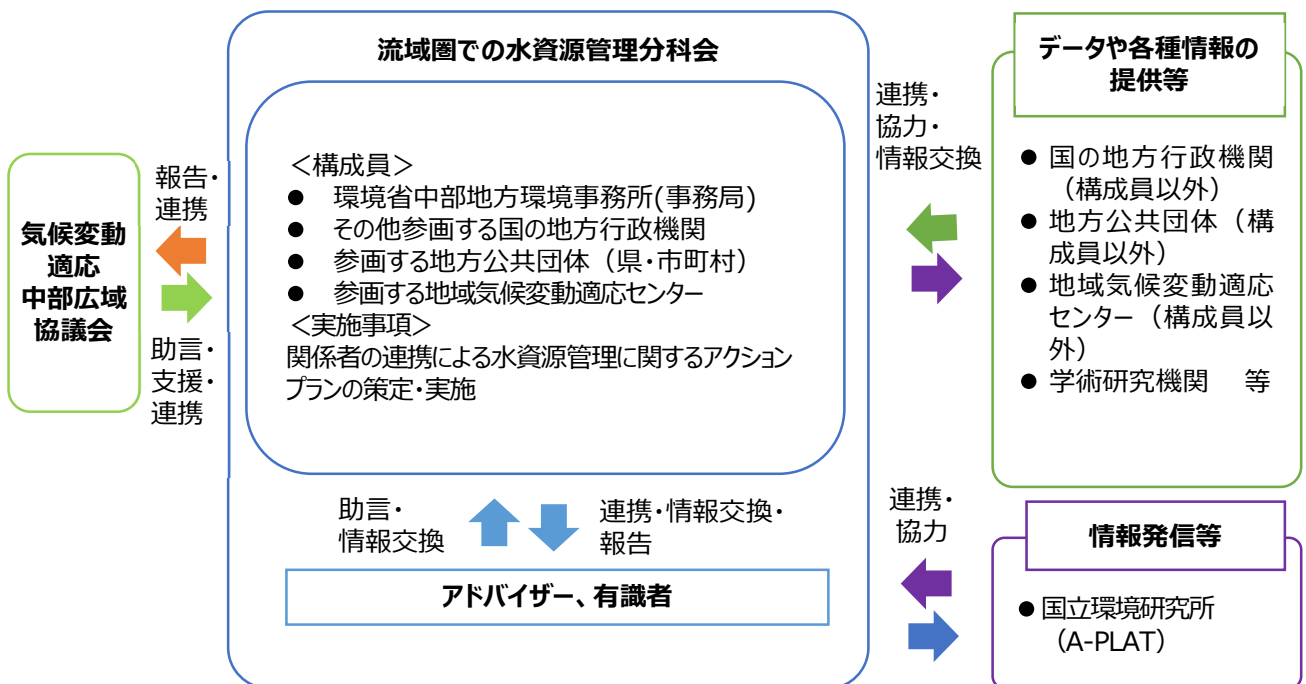 流域圏での水資源管理分科会
＜構成員＞
● 環境省中部地方環境事務所(事務局)
● その他参画する国の地方行政機関
● 参画する地方公共団体（県・市町村）
● 参画する地域気候変動適応センター
＜実施事項＞
関係者の連携による水資源管理に関するアクション
プランの策定・実施
気候変動
適応
中部広域
協議会
報告・
連携
助言・
支援・
連携
助言・
情報交換
連携・情報交換・
報告
アドバイザー、有識者
連携・
協力・
情報交換
データや各種情報の
提供等
● 国の地方行政機関
（構成員以外）
● 地方公共団体（構
成員以外）
● 地域気候変動適応
センター（構成員以
外）
● 学術研究機関　等
連携・
協力
情報発信等
● 国立環境研究所
（A-PLAT）